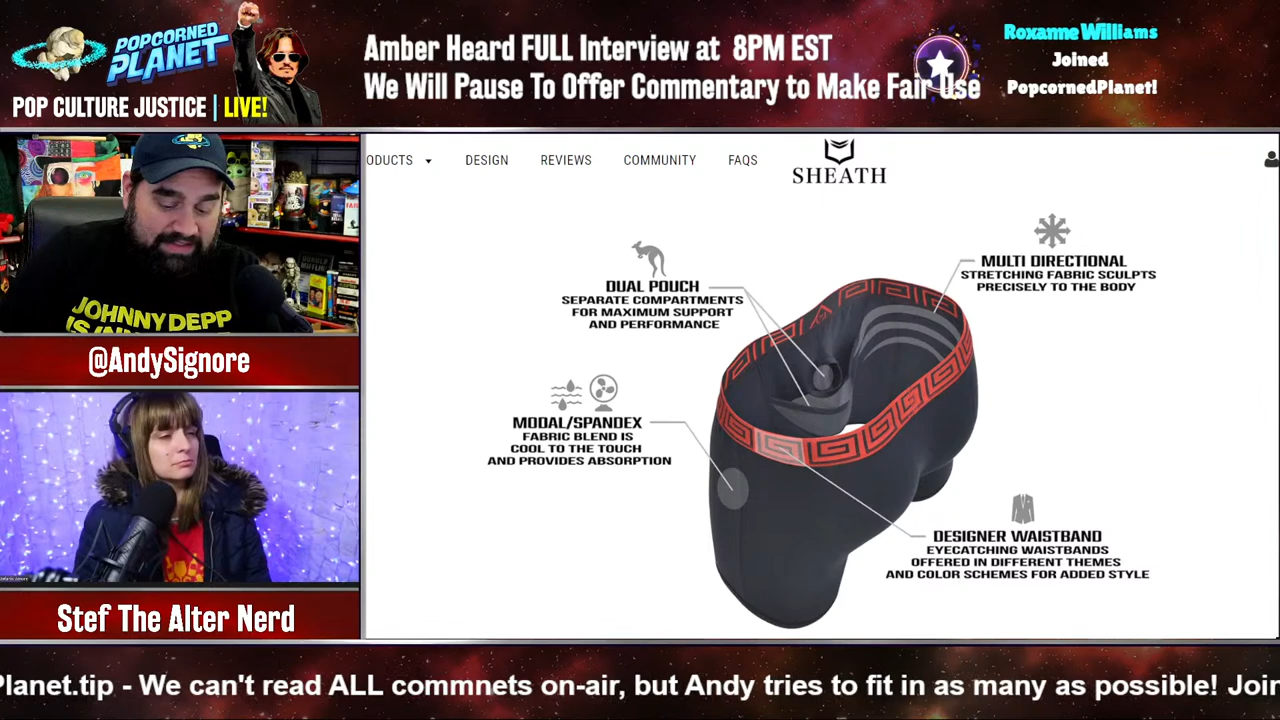 POPCORNED
PLANET
POP CULTURE JUSTICE | LIVE!
Amber Heard FULL Interview at 8PM EST
We Will Pause To Offer Commentary to Make Fair Use
Roxanne Williams
Joined
PopcornedPlanet!
JOHNNY DEPP
@AndySignore
Stef The Alter Nerd
ODUCTS
DESIGN
REVIEWS
COMMUNITY
FAQS
SHEATH
DUAL POUCH
SEPARATE COMPARTMENTS
FOR MAXIMUM SUPPORT
AND PERFORMANCE
MULTI DIRECTIONAL
STRETCHING FABRIC SCULPTS
PRECISELY TO THE BODY
MODAL/SPANDEX
FABRIC BLEND IS
COOL TO THE TOUCH
AND PROVIDES ABSORPTION
DESIGNER WAISTBAND
EYECATCHING WAISTBANDS
OFFERED IN DIFFERENT THEMES
AND COLOR SCHEMES FOR ADDED STYLE
Planet.tip - We can't read ALL commnets on-air, but Andy tries to fit in as many as possible! Join